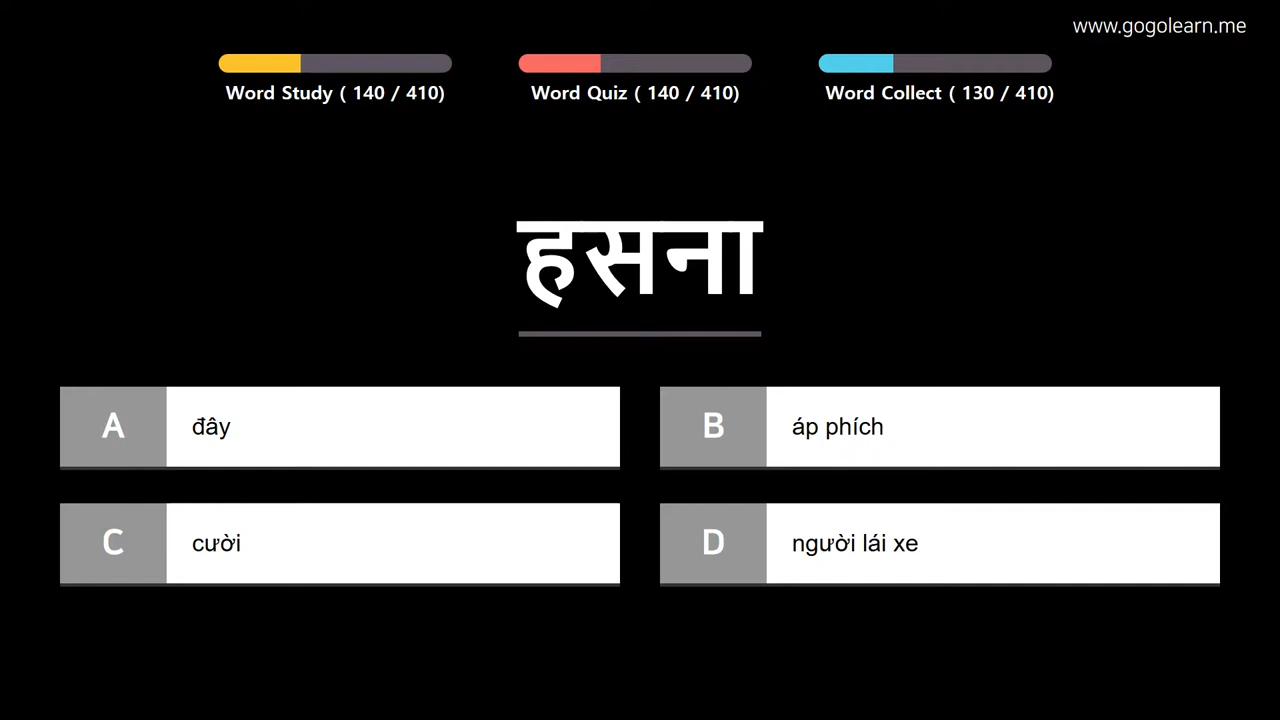 www.gogolearn.me
Word Study ( 140 / 410)
Word Quiz ( 140 / 410)
Word Collect ( 130 / 410)
हसना
A đây
B áp phích
C cười
D người lái xe